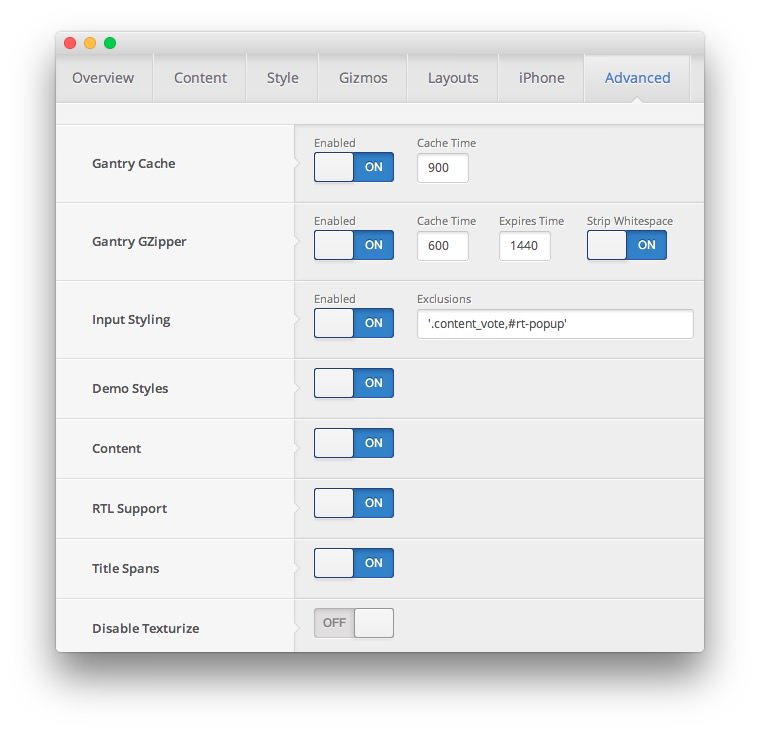 Overview Content Style Gizmos Layouts iPhone Advanced
Enabled Cache Time
Gantry Cache ON 900
Enabled Cache Time Expires Time Strip Whitespace
Gantry GZipper ON 600 1440 ON
Enabled Exclusions
Input Styling ON '.content_vote,#rt-popup'
Demo Styles ON
Content ON
RTL Support ON
Title Spans ON
Disable Texturize OFF